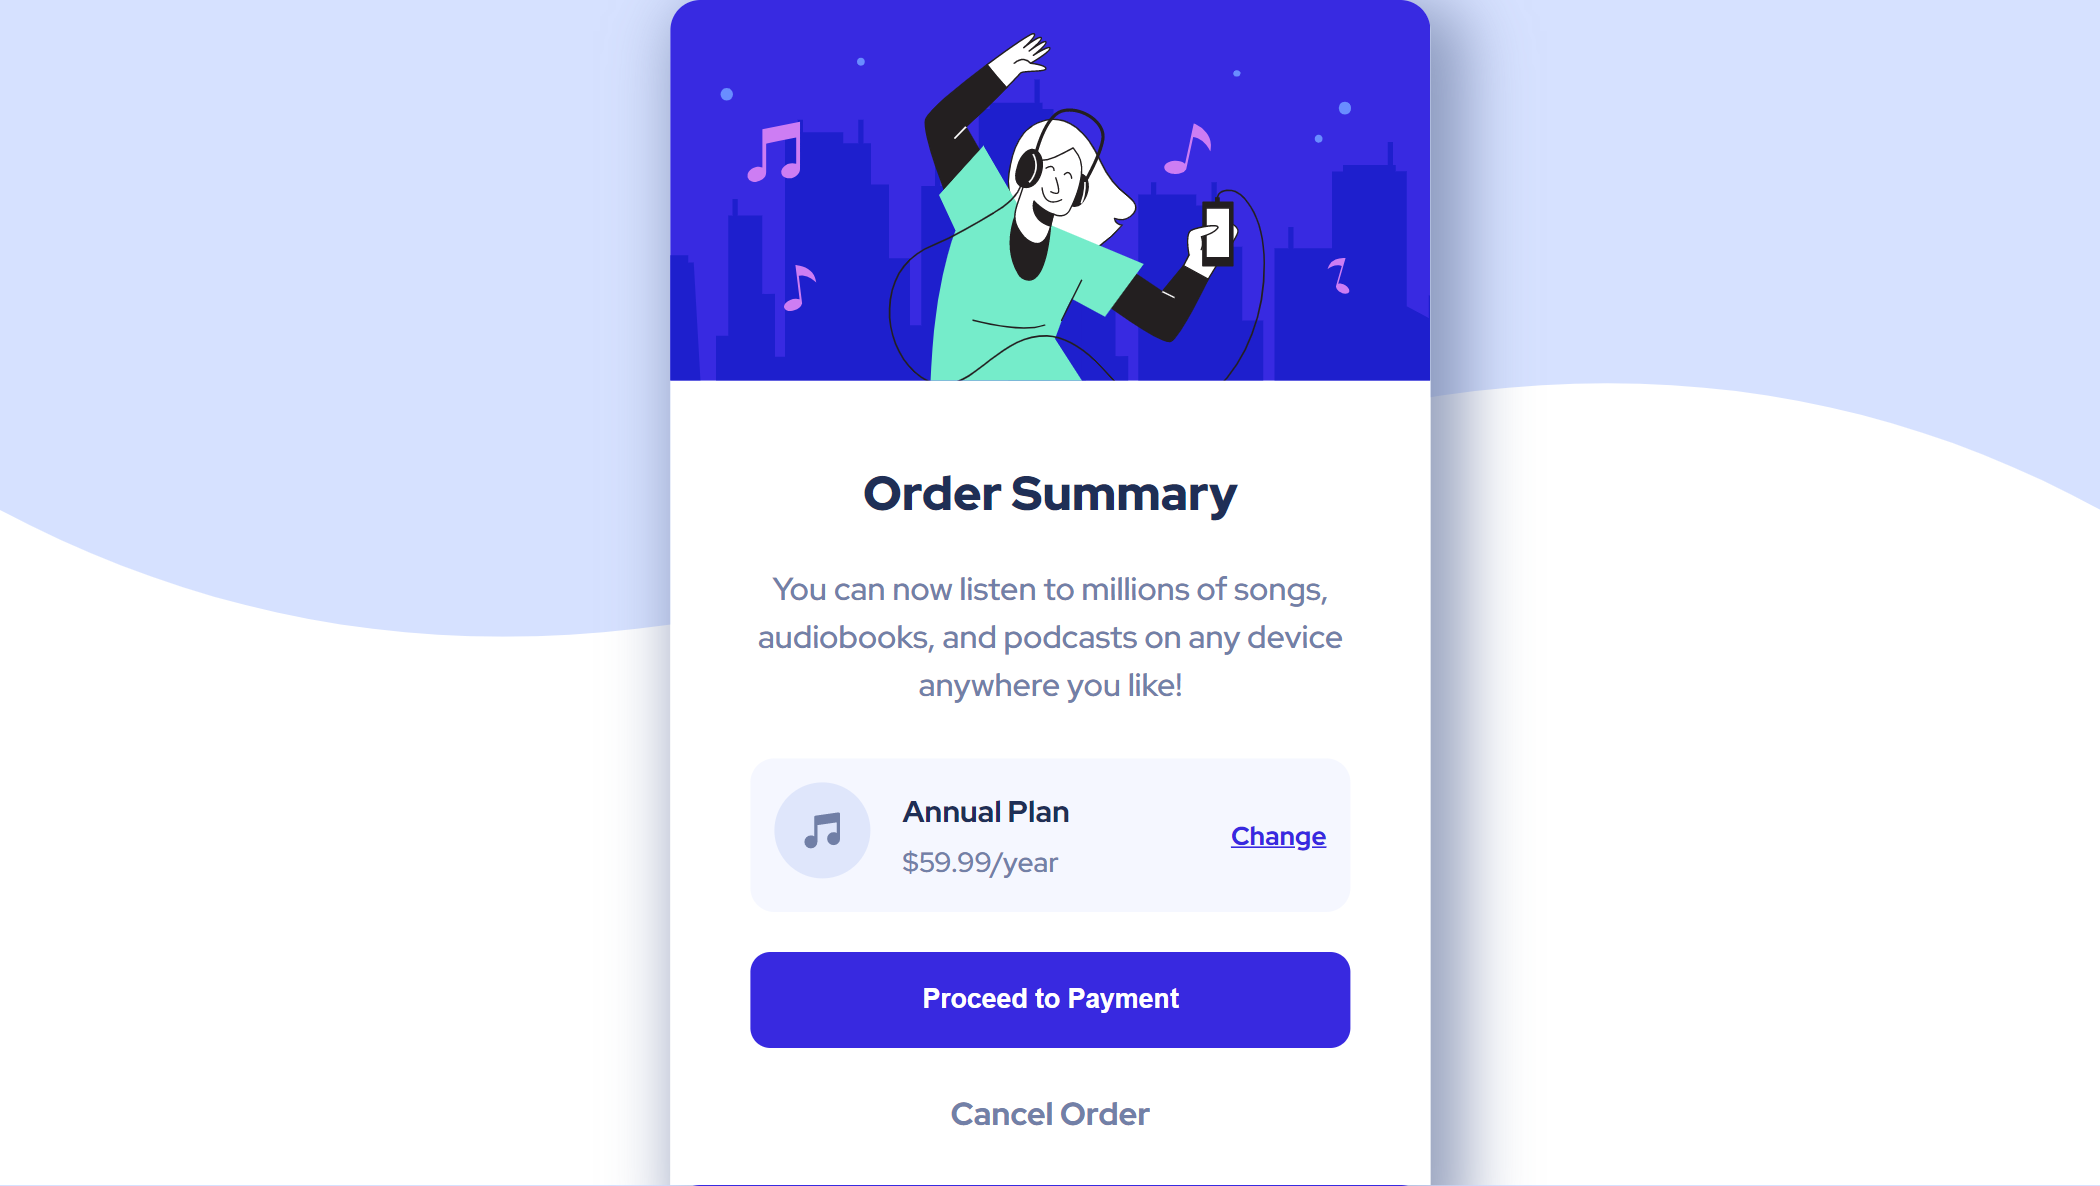 Order Summary
You can now listen to millions of songs,
audiobooks, and podcasts on any device
anywhere you like!
Annual Plan
$59.99/year
Change
Proceed to Payment
Cancel Order